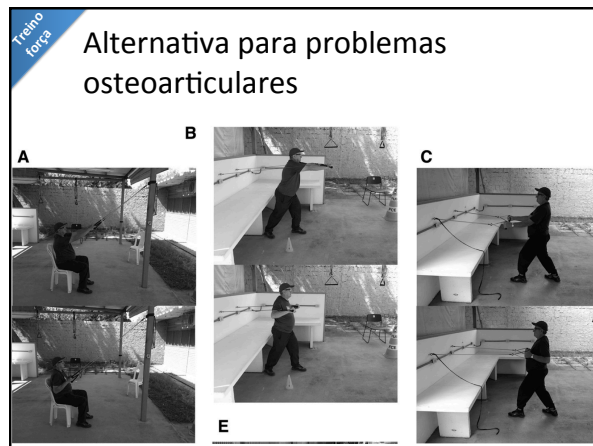 Treino
força
Alternativa para problemas
osteoarticulares
B
A
C
E